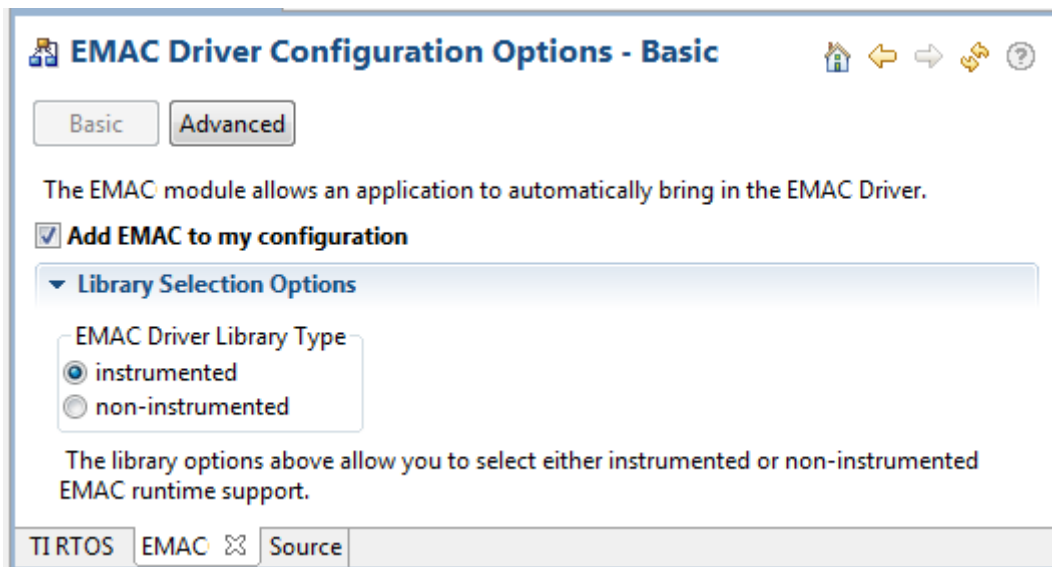 EMAC Driver Configuration Options - Basic
Basic
Advanced
The EMAC module allows an application to automatically bring in the EMAC Driver.
Add EMAC to my configuration
Library Selection Options
EMAC Driver Library Type
instrumented
non-instrumented
The library options above allow you to select either instrumented or non-instrumented
EMAC runtime support.
TI RTOS EMAC Source